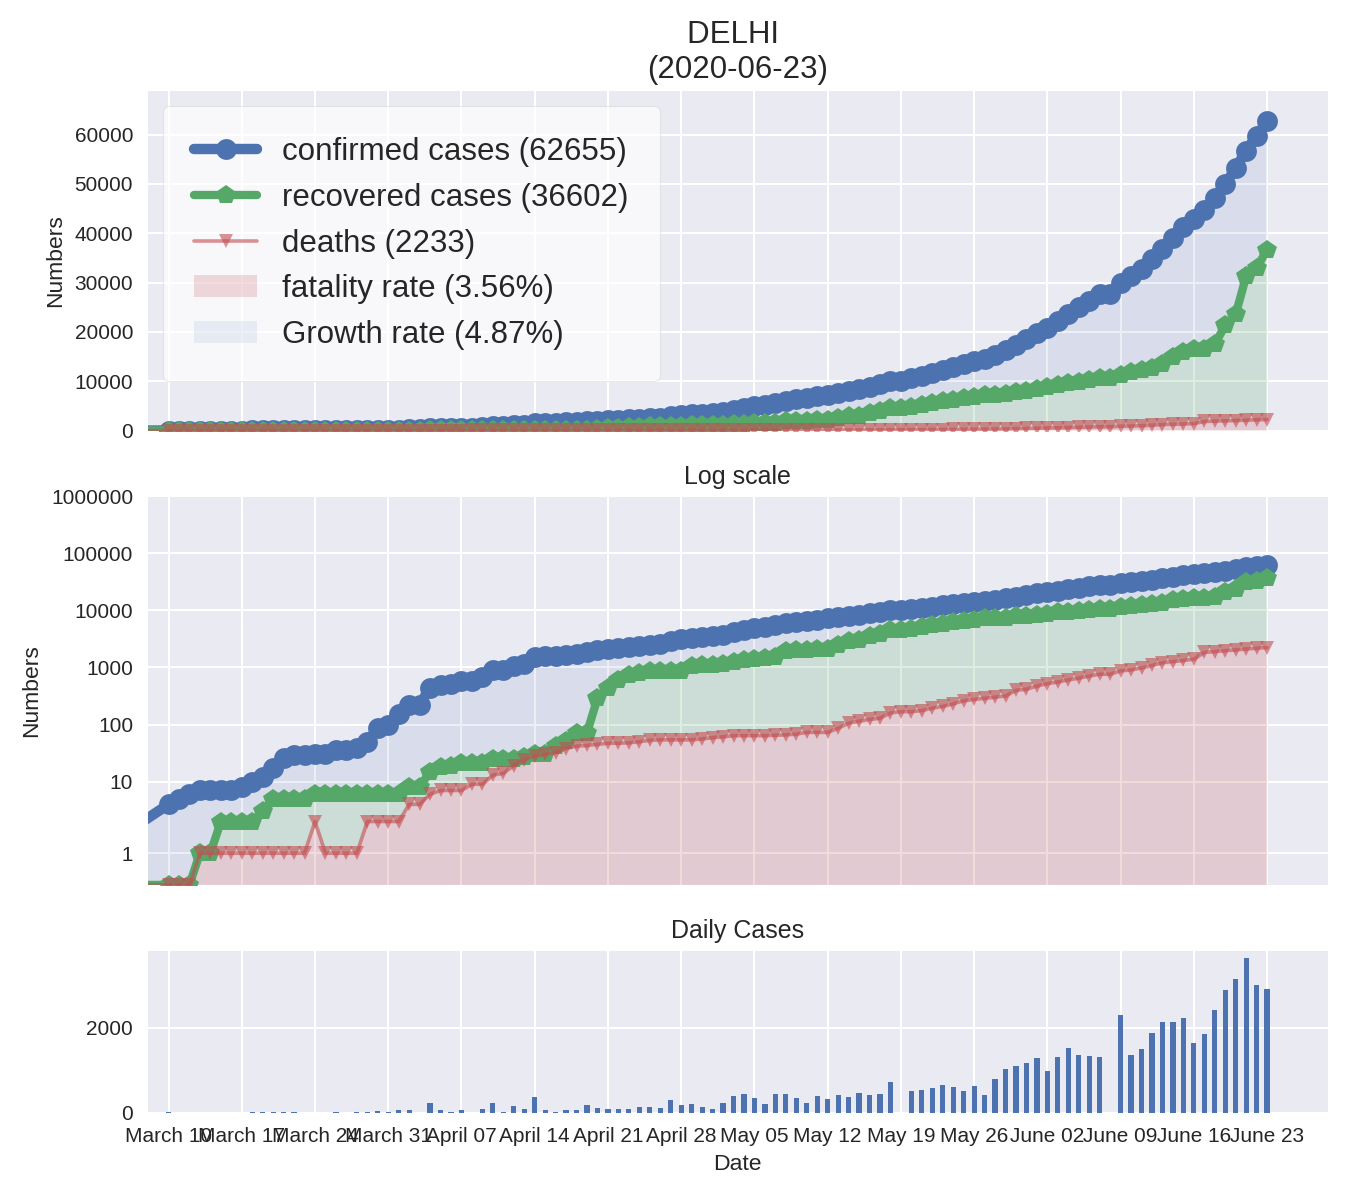 DELHI
(2020-06-23)
Numbers
60000
50000
40000
30000
20000
10000
0
confirmed cases (62655)
recovered cases (36602)
deaths (2233)
fatality rate (3.56%)
Growth rate (4.87%)
Log scale
Numbers
1000000
100000
10000
1000
100
10
1
Daily Cases
2000
0
March 10 March 17 March 24 March 31 April 07 April 14 April 21 April 28 May 05 May 12 May 19 May 26 June 02 June 09 June 16 June 23
Date